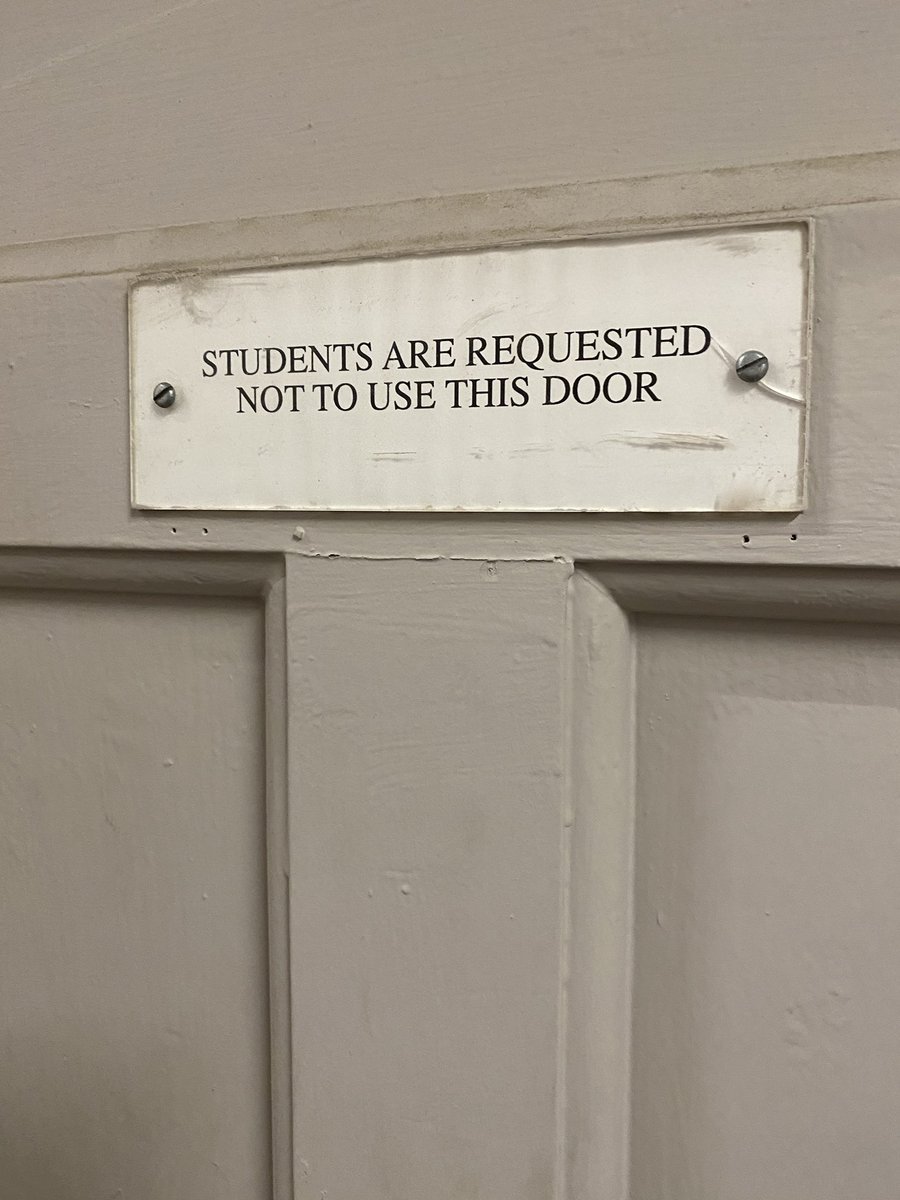 STUDENTS ARE REQUESTED
NOT TO USE THIS DOOR